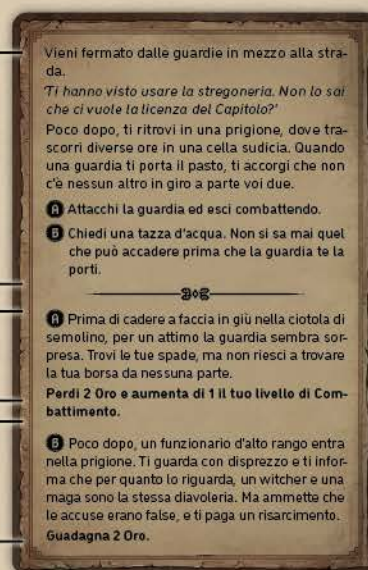 Vieni fermato dalle guardie in mezzo alla stra-
da.
'Ti hanno visto usare la stregoneria. Non lo sai
che ci vuole la licenza del Capitolo?'
Poco dopo, ti ritrovi in una prigione, dove tra-
scorri diverse ore in una cella sudicia. Quando
una guardia ti porta il pasto, ti accorgi che non
c'è nessun altro in giro a parte voi due.
A Attacchi la guardia ed esci combattendo.
B Chiedi una tazza d'acqua. Non si sa mai quel
che può accadere prima che la guardia te la
porti.
A Prima di cadere a faccia in giù nella ciotola di
semolino, per un attimo la guardia sembra sor-
presa. Trovi le tue spade, ma non riesci a trovare
la tua borsa da nessuna parte.
Perdi 2 Oro e aumenta di 1 il tuo livello di Com-
battimento.
B Poco dopo, un funzionario d'alto rango entra
nella prigione. Ti guarda con disprezzo e ti infor-
ma che per quanto lo riguarda, un witcher e una
maga sono la stessa diavoleria. Ma ammette che
le accuse erano false, e ti paga un risarcimento.
Guadagna 2 Oro.